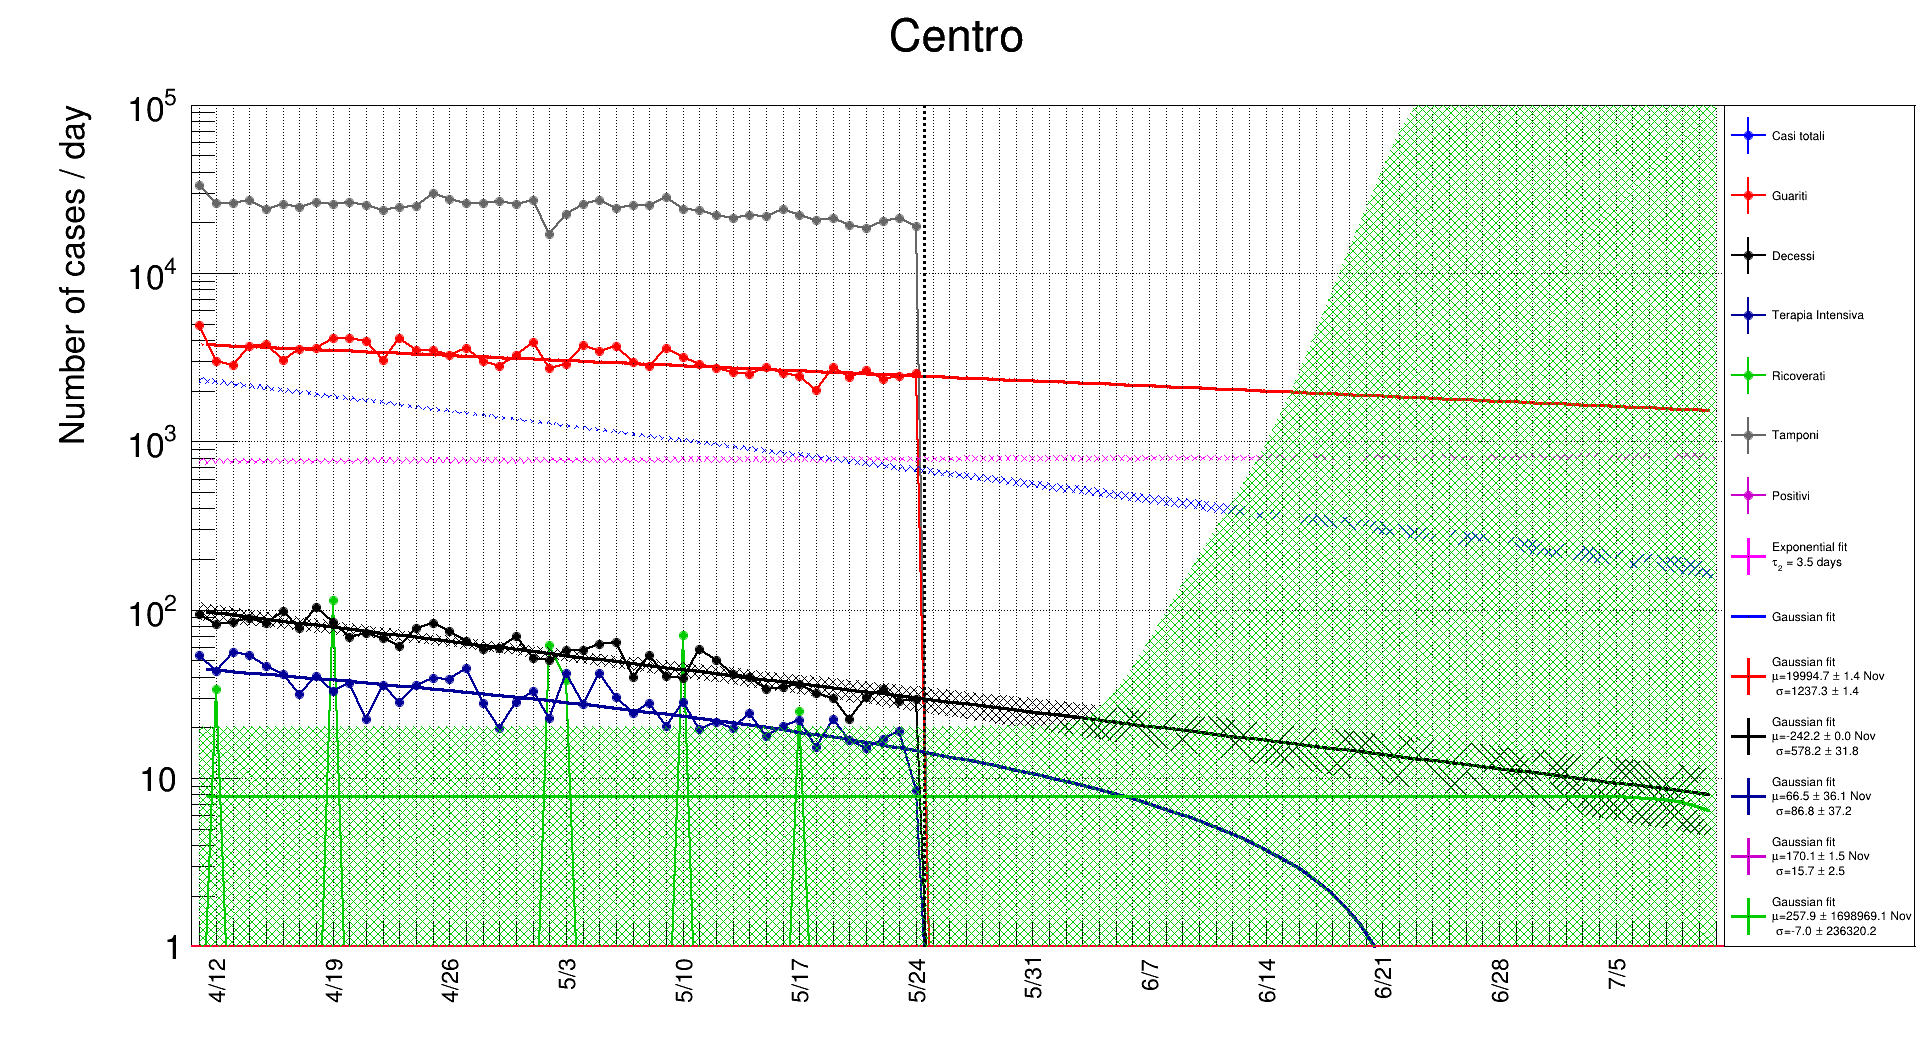 Centro
Number of cases / day
10^5
10^4
10^3
10^2
10
1
4/12
4/19
4/26
5/3
5/10
5/17
5/24
5/31
6/7
6/14
6/21
6/28
7/5
Casi totali
Guariti
Decessi
Terapia Intensiva
Ricoverati
Tamponi
Positivi
Exponential fit
τ₂ = 3.5 days
Gaussian fit
Gaussian fit
μ=19994.7 ± 1.4 Nov
σ=1237.3 ± 1.4
Gaussian fit
μ=-242.2 ± 0.0 Nov
σ=578.2 ± 31.8
Gaussian fit
μ=66.5 ± 36.1 Nov
σ=86.8 ± 37.2
Gaussian fit
μ=170.1 ± 1.5 Nov
σ=15.7 ± 2.5
Gaussian fit
μ=257.9 ± 1698969.1 Nov
σ=-7.0 ± 236320.2